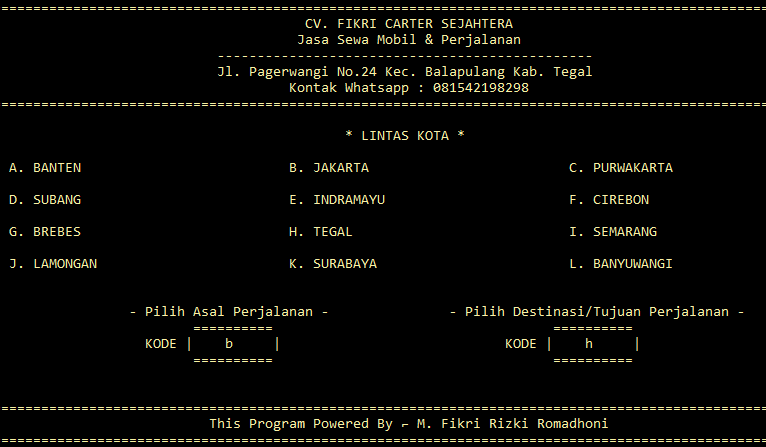 ================================================================================================
CV. FIKRI CARTER SEJAHTERA
Jasa Sewa Mobil & Perjalanan
-----------------------------------------------
Jl. Pagerwangi No.24 Kec. Balapulang Kab. Tegal
Kontak Whatsapp : 081542198298
================================================================================================
* LINTAS KOTA *
A. BANTEN B. JAKARTA C. PURWAKARTA
D. SUBANG E. INDRAMAYU F. CIREBON
G. BREBES H. TEGAL I. SEMARANG
J. LAMONGAN K. SURABAYA L. BANYUWANGI
- Pilih Asal Perjalanan - - Pilih Destinasi/Tujuan Perjalanan -
========== ==========
KODE | b | KODE | h |
========== ==========
================================================================================================
This Program Powered By ⌐ M. Fikri Rizki Romadhoni
================================================================================================